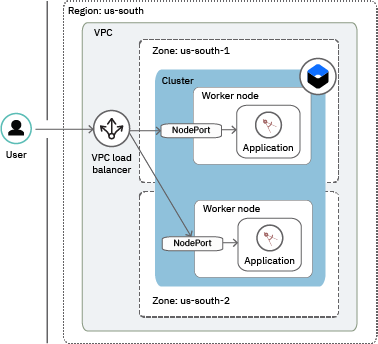 Region: us-south
VPC
Zone: us-south-1
Cluster
Worker node
NodePort
Application
User
VPC load
balancer
Worker node
NodePort
Application
Zone: us-south-2